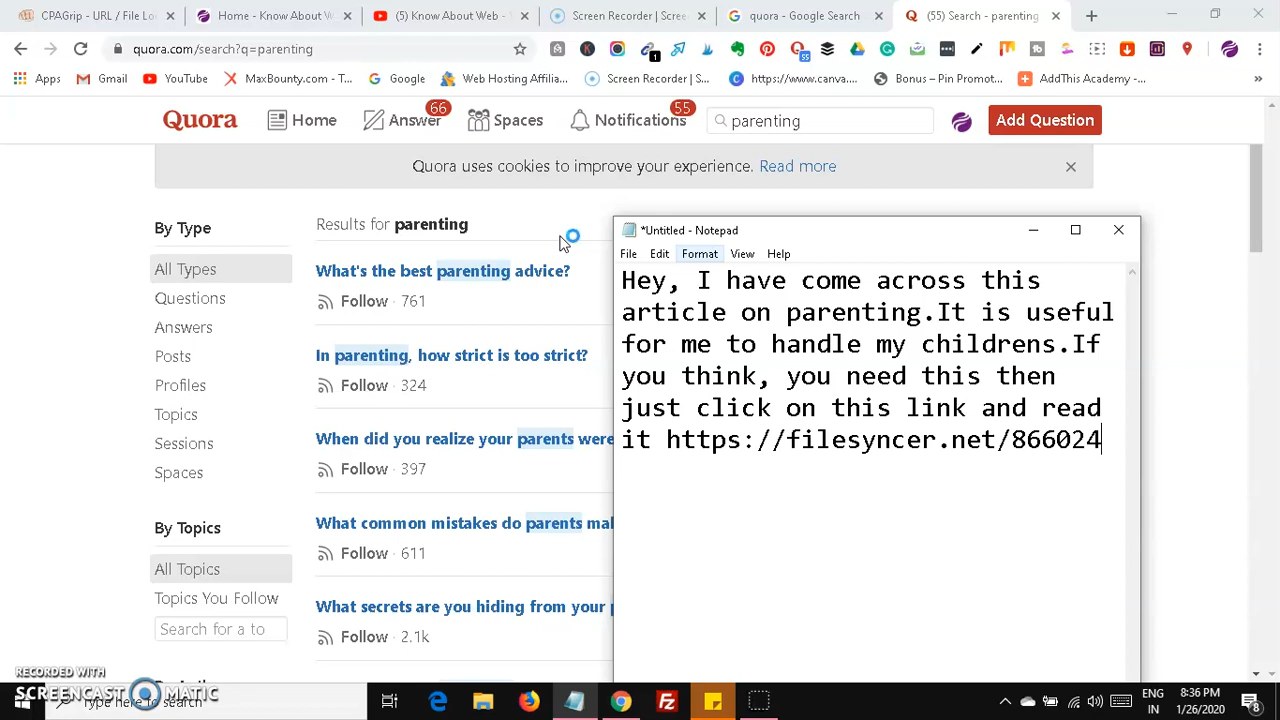 CPAGrip - URL / File Lo
Home - Know About We
(5) Know About Web - Y
Screen Recorder | Screenc
quora - Google Search
(55) Search - parenting
quora.com/search?q=parenting
1
55
Apps
Gmail
YouTube
MaxBounty.com - T...
Google
Web Hosting Affilia...
Screen Recorder | S...
https://www.canva...
Bonus – Pin Promot...
AddThis Academy -...
»
Quora
Home
Answer
66
Spaces
Notifications
55
parenting
Add Question
Quora uses cookies to improve your experience. Read more
By Type
All Types
Questions
Answers
Posts
Profiles
Topics
Sessions
Spaces
By Topics
All Topics
Topics You Follow
Search for a to
Results for parenting
What's the best parenting advice?
Follow · 761
In parenting, how strict is too strict?
Follow · 324
When did you realize your parents were
Follow · 397
What common mistakes do parents mal
Follow · 611
What secrets are you hiding from your
Follow · 2.1k
*Untitled - Notepad
File Edit Format View Help
Hey, I have come across this
article on parenting.It is useful
for me to handle my childrens.If
you think, you need this then
just click on this link and read
it https://filesyncer.net/866024
RECORDED WITH
SCREENCAST MATIC
Type here to search
ENG
IN
8:36 PM
1/26/2020
8